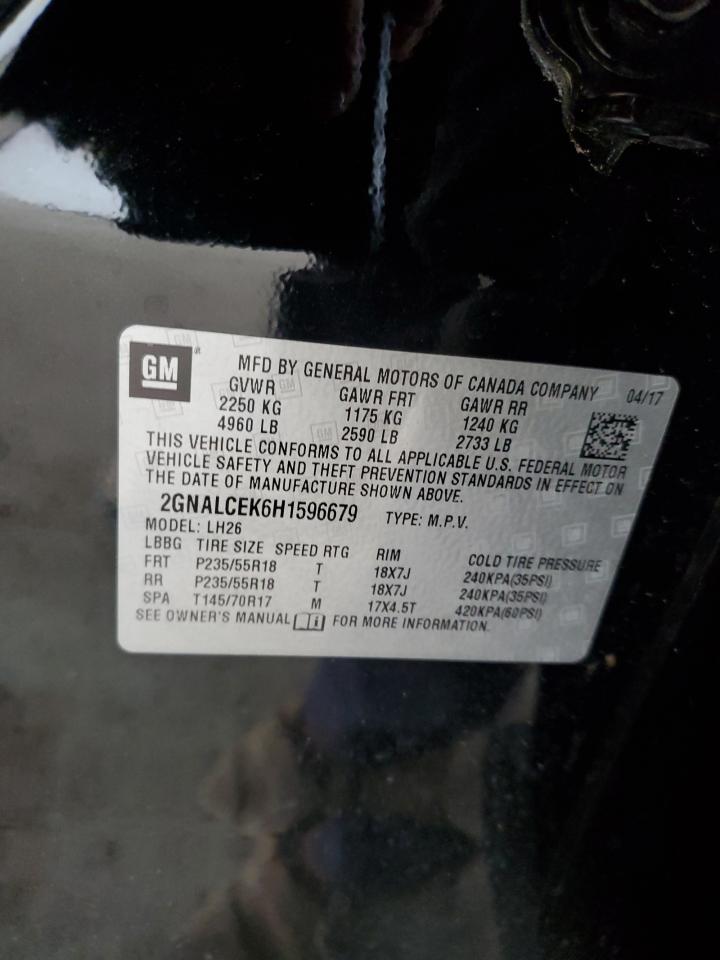 GM
MFD BY GENERAL MOTORS OF CANADA COMPANY 04/17
GVWR GAWR FRT GAWR RR
2250 KG 1175 KG 1240 KG
4960 LB 2590 LB 2733 LB
THIS VEHICLE CONFORMS TO ALL APPLICABLE U.S. FEDERAL MOTOR
VEHICLE SAFETY AND THEFT PREVENTION STANDARDS IN EFFECT ON
THE DATE OF MANUFACTURE SHOWN ABOVE.
2GNALCEK6H1596679 TYPE: M.P.V.
MODEL: LH26
LBBG TIRE SIZE SPEED RTG RIM COLD TIRE PRESSURE
FRT P235/55R18 T 18X7J 240KPA(35PSI)
RR P235/55R18 T 18X7J 240KPA(35PSI)
SPA T145/70R17 M 17X4.5T 420KPA(60PSI)
SEE OWNER'S MANUAL FOR MORE INFORMATION.